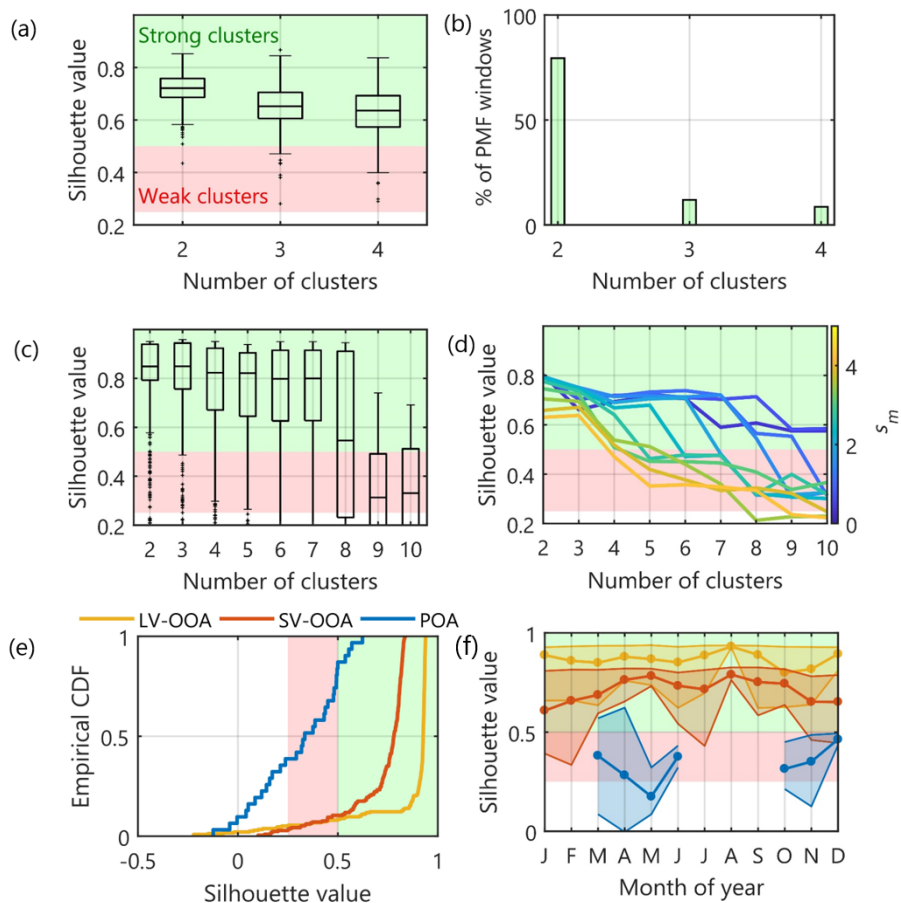 (a)
Strong clusters
Weak clusters
Silhouette value
0.8
0.6
0.4
0.2
2 3 4
Number of clusters
(b)
% of PMF windows
100
50
0
2 3 4
Number of clusters
(c)
Silhouette value
0.8
0.6
0.4
0.2
2 3 4 5 6 7 8 9 10
Number of clusters
(d)
Silhouette value
0.8
0.6
0.4
0.2
2 3 4 5 6 7 8 9 10
Number of clusters
4
2
0
s_m
LV-OOA SV-OOA POA
(e)
Empirical CDF
1
0.5
0
-0.5 0 0.5 1
Silhouette value
(f)
Silhouette value
1
0.5
0
J F M A M J J A S O N D
Month of year